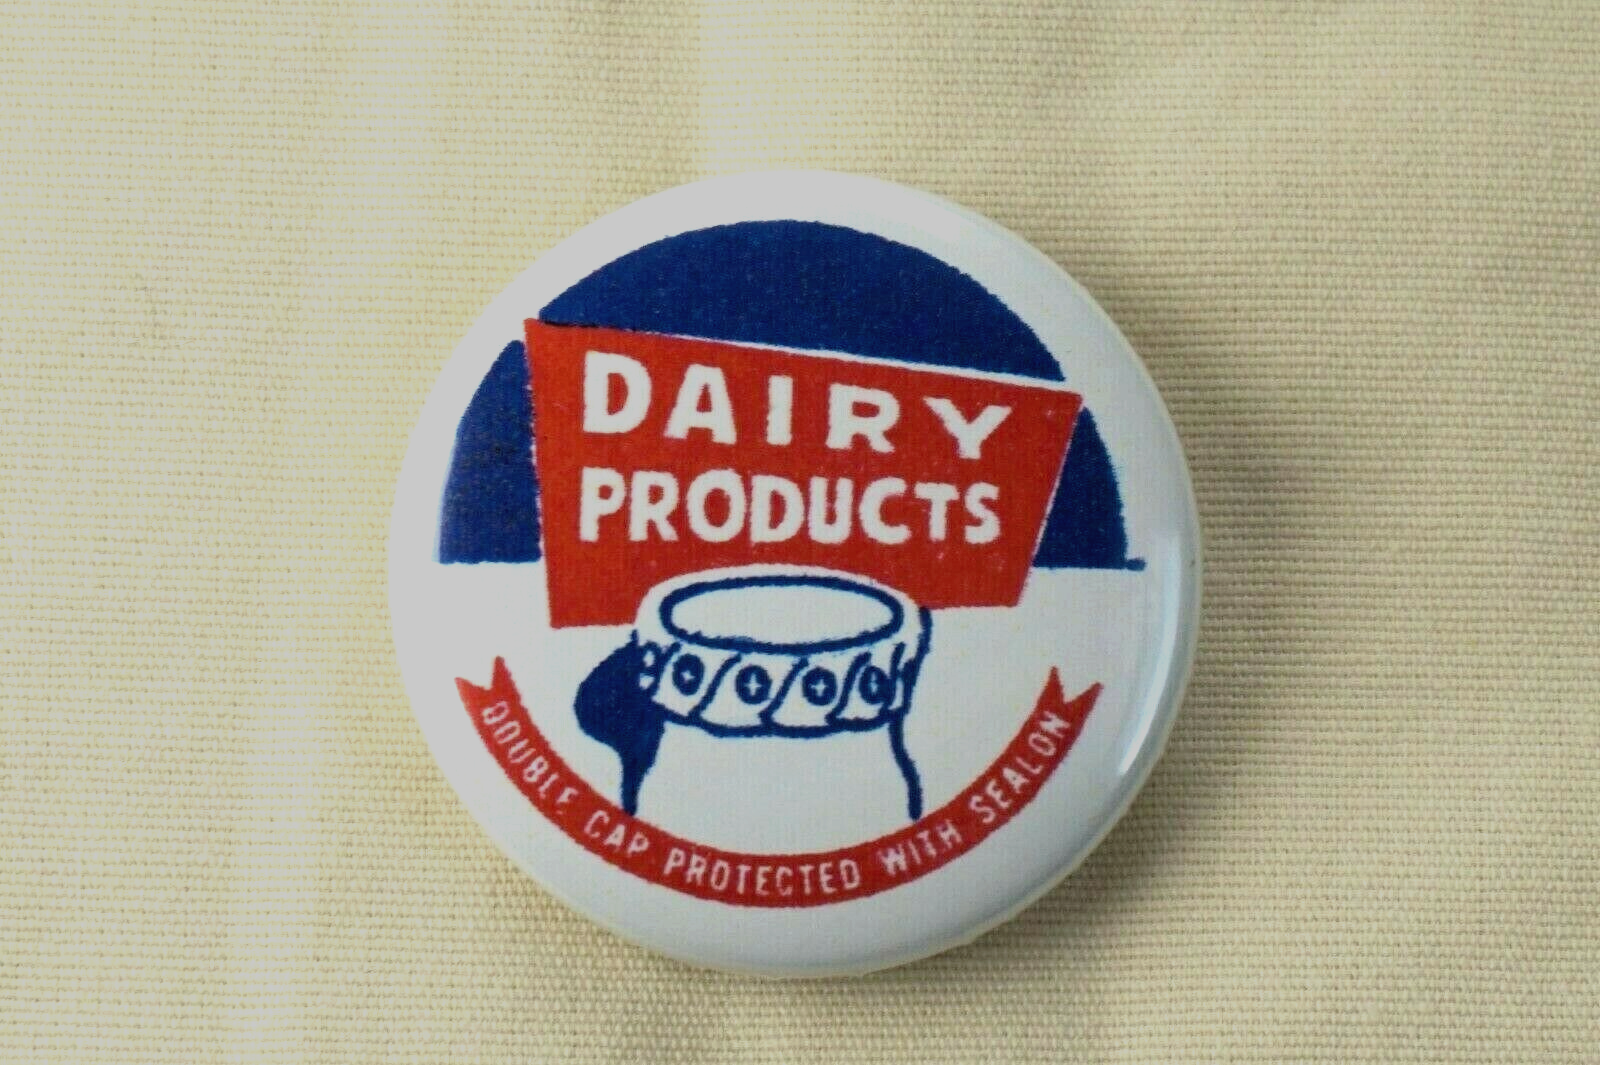 DAIRY
PRODUCTS
DOUBLE CAP PROTECTED WITH SEALON